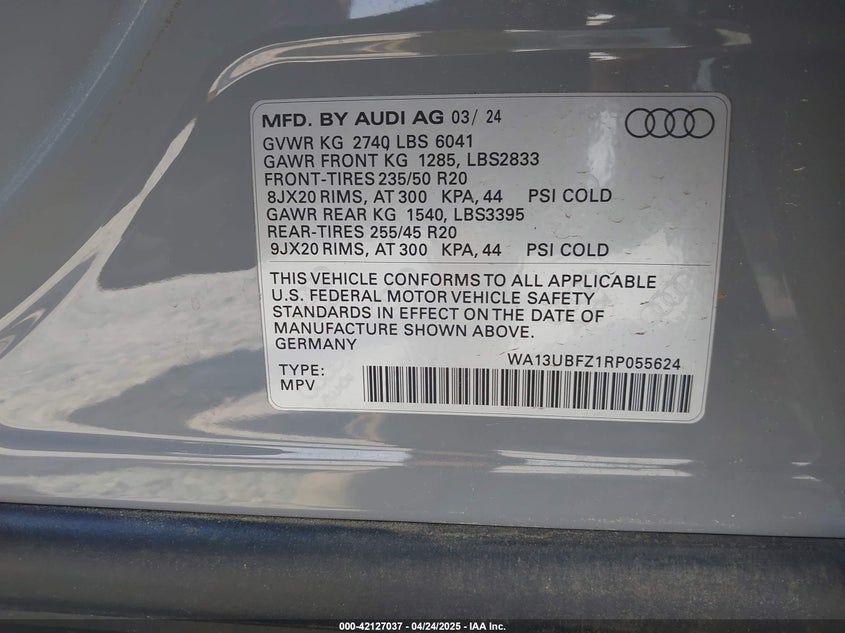 MFD. BY AUDI AG 03/ 24
GVWR KG 2740 LBS 6041
GAWR FRONT KG 1285, LBS2833
FRONT-TIRES 235/50 R20
8JX20 RIMS, AT 300 KPA, 44 PSI COLD
GAWR REAR KG 1540, LBS3395
REAR-TIRES 255/45 R20
9JX20 RIMS, AT 300 KPA, 44 PSI COLD
THIS VEHICLE CONFORMS TO ALL APPLICABLE
U.S. FEDERAL MOTOR VEHICLE SAFETY
STANDARDS IN EFFECT ON THE DATE OF
MANUFACTURE SHOWN ABOVE.
GERMANY
WA13UBFZ1RP055624
TYPE:
MPV
000-42127037 - 04/24/2025 - IAA Inc.